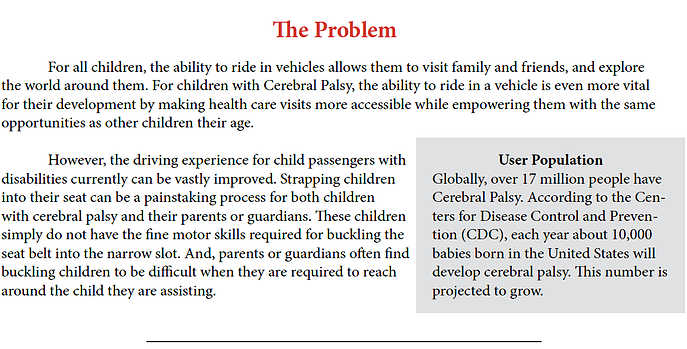 The Problem
For all children, the ability to ride in vehicles allows them to visit family and friends, and explore
the world around them. For children with Cerebral Palsy, the ability to ride in a vehicle is even more vital
for their development by making health care visits more accessible while empowering them with the same
opportunities as other children their age.
However, the driving experience for child passengers with
disabilities currently can be vastly improved. Strapping children
into their seat can be a painstaking process for both children
with cerebral palsy and their parents or guardians. These children
simply do not have the fine motor skills required for buckling the
seat belt into the narrow slot. And, parents or guardians often find
buckling children to be difficult when they are required to reach
around the child they are assisting.
User Population
Globally, over 17 million people have
Cerebral Palsy. According to the Cen-
ters for Disease Control and Preven-
tion (CDC), each year about 10,000
babies born in the United States will
develop cerebral palsy. This number is
projected to grow.